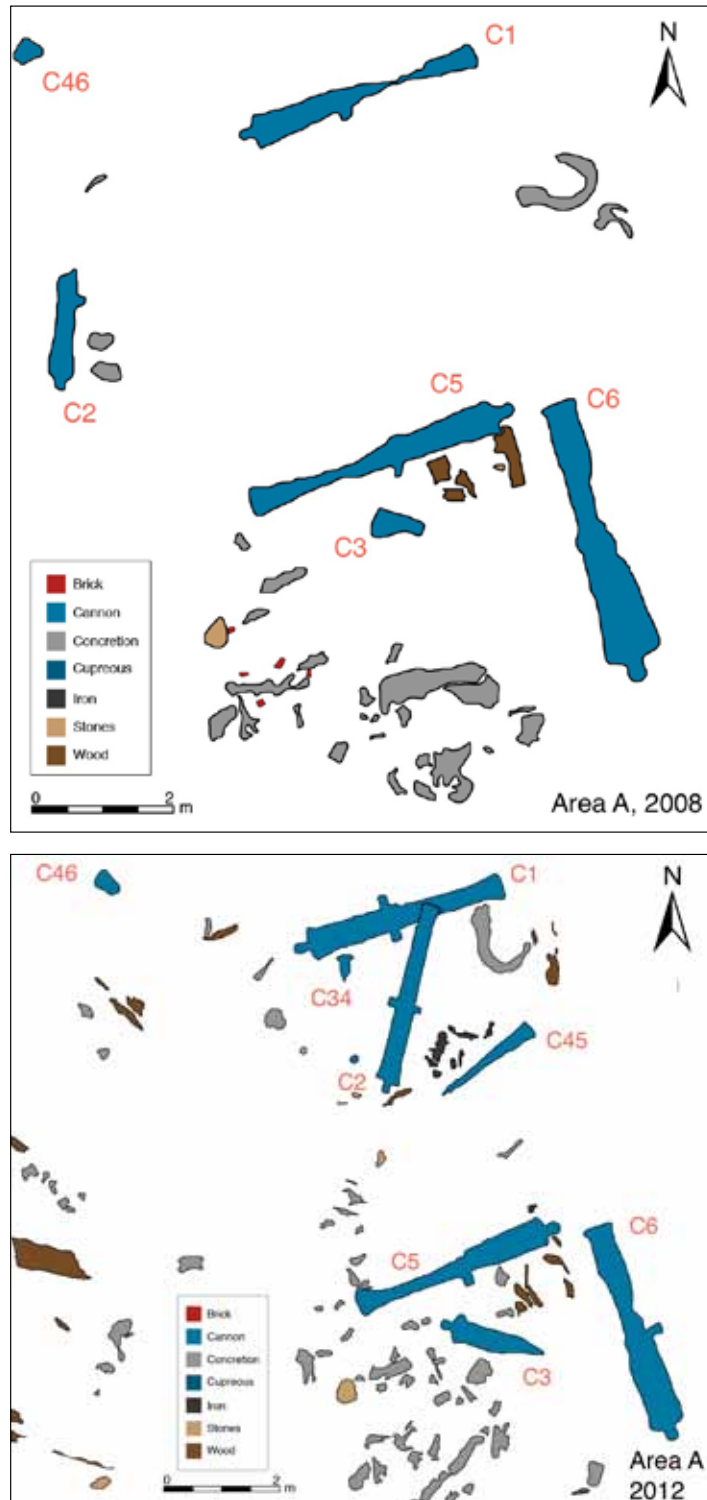 C1
N
C46
C2
C5
C6
C3
Brick
Cannon
Concretion
Cupreous
Iron
Stones
Wood
0 2
m
Area A, 2008
C46
C1
N
C34
C45
C2
C6
C5
C3
Brick
Cannon
Concretion
Cupreous
Iron
Stones
Wood
0 2
m
Area A
2012